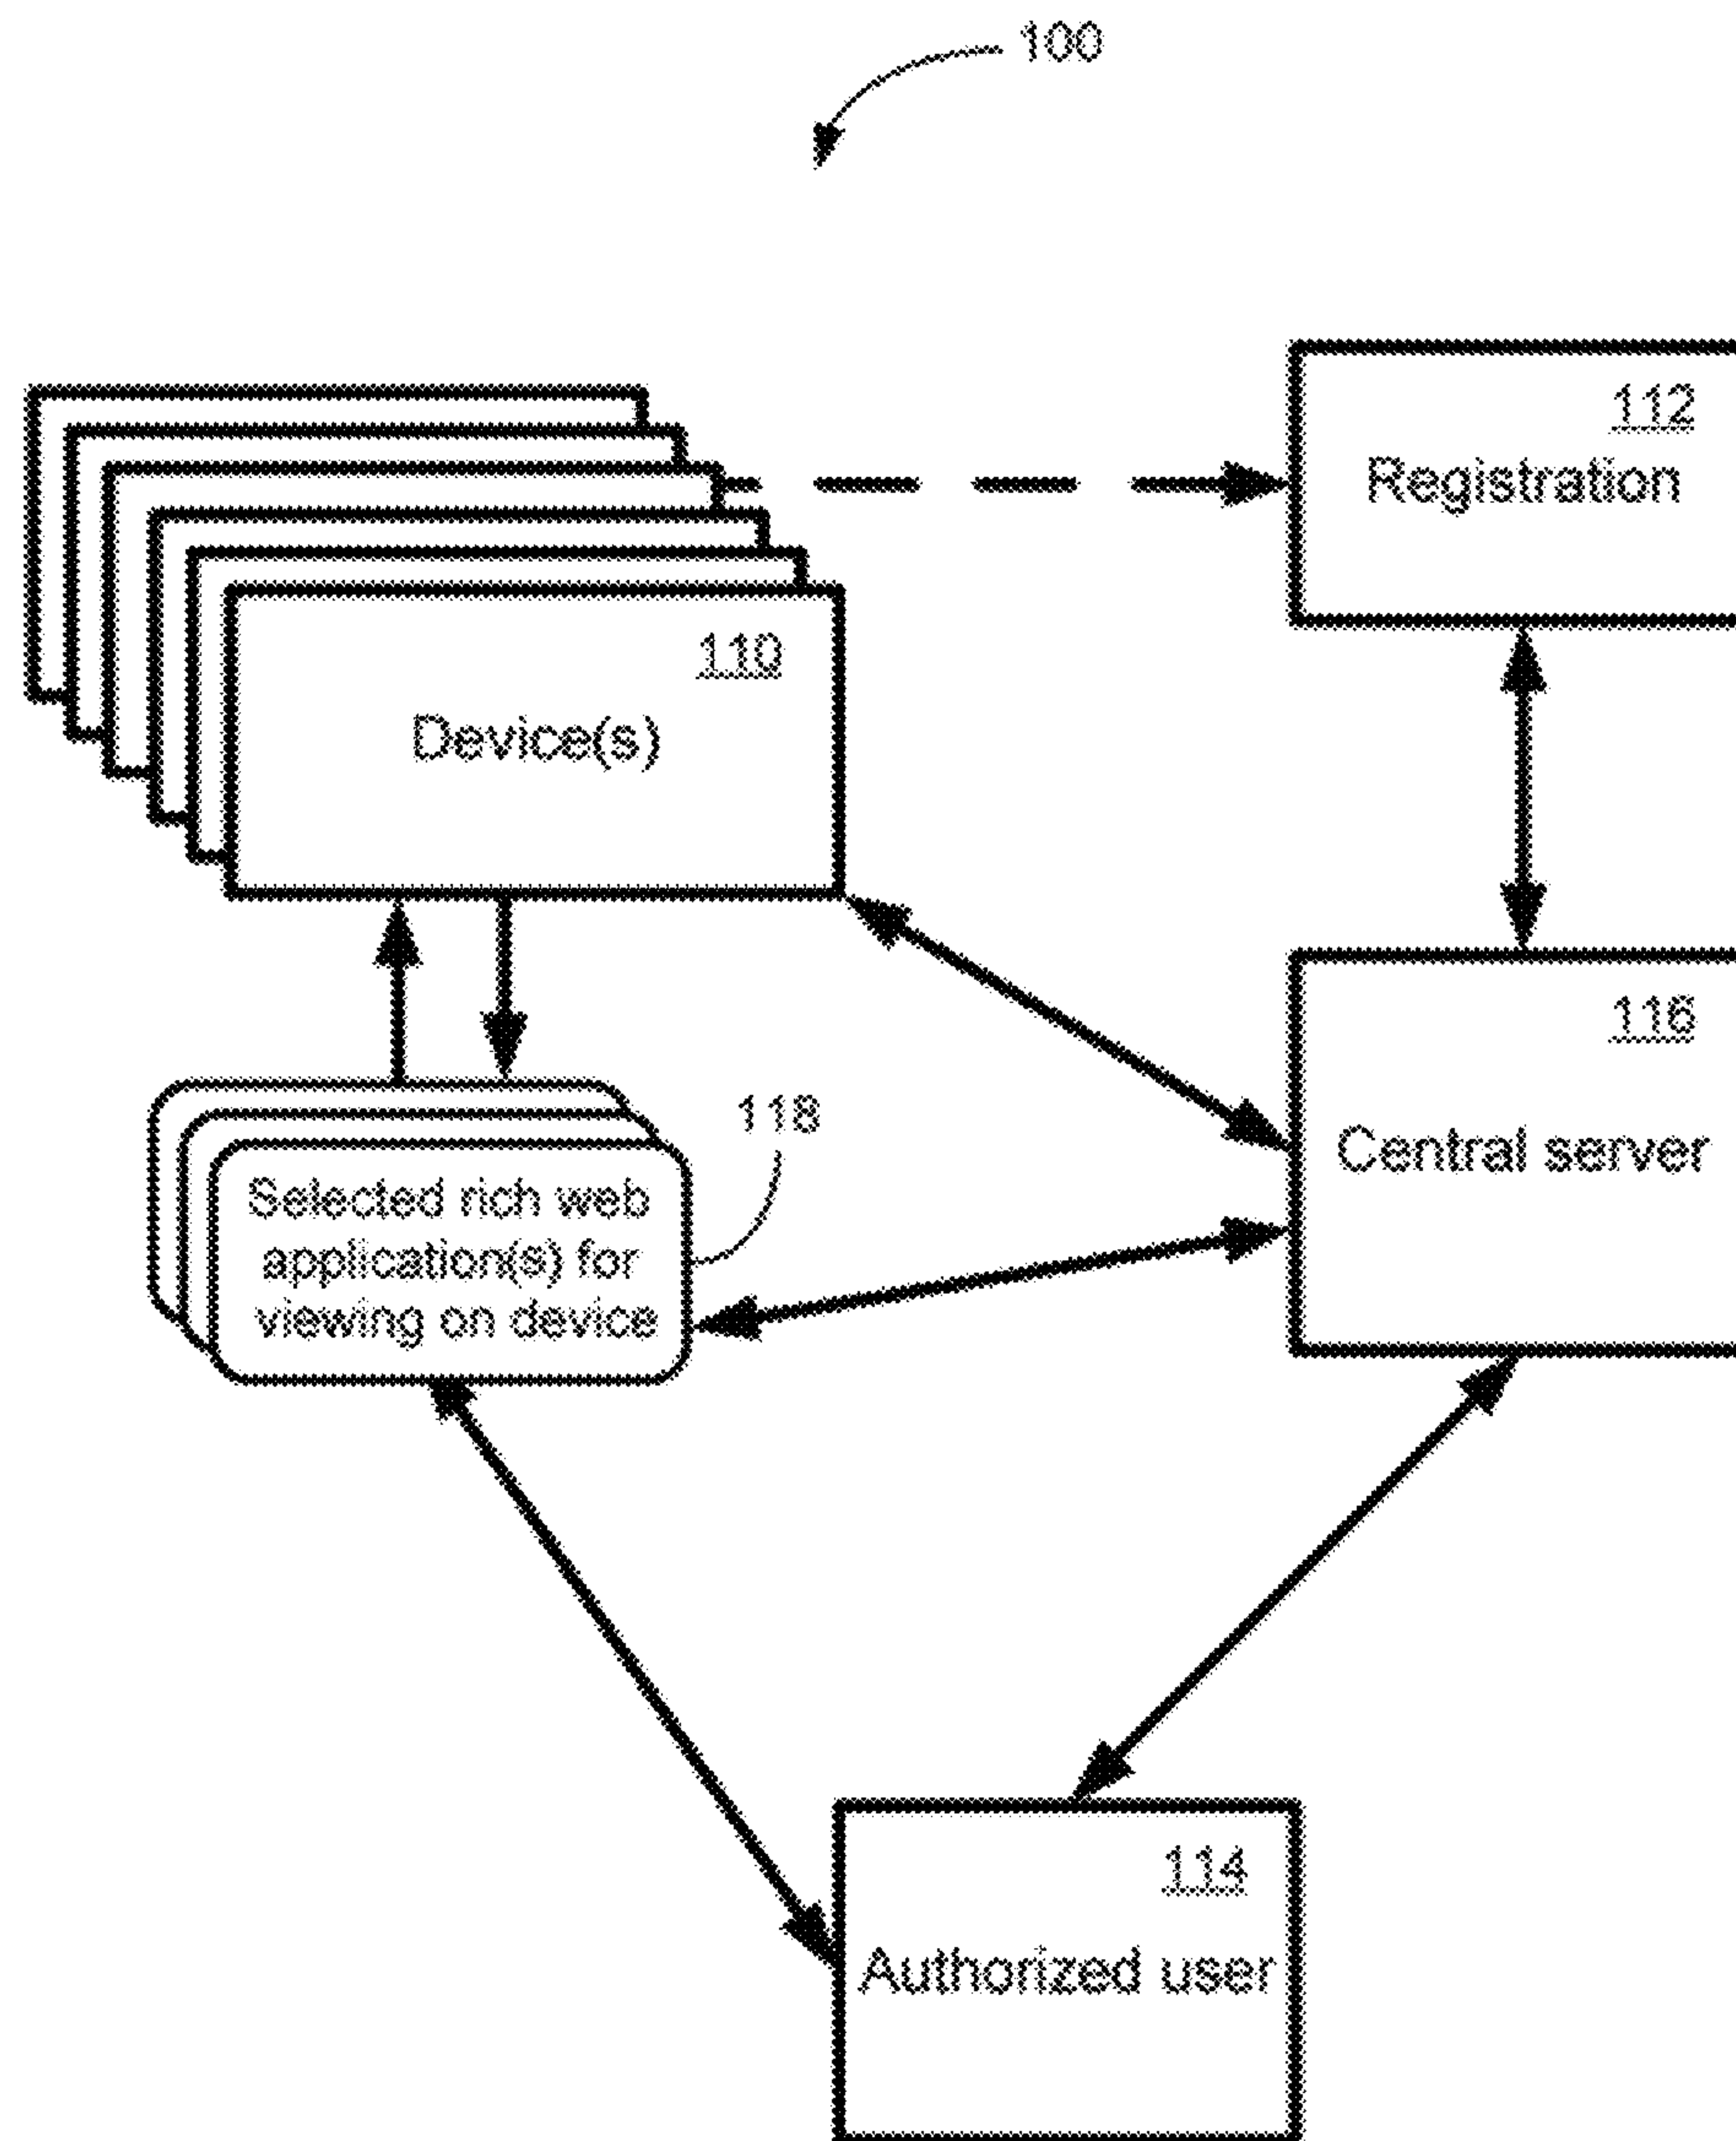 100
112
Registration
110
Device(s)
116
Central server
118
Selected rich web
application(s) for
viewing on device
114
Authorized user